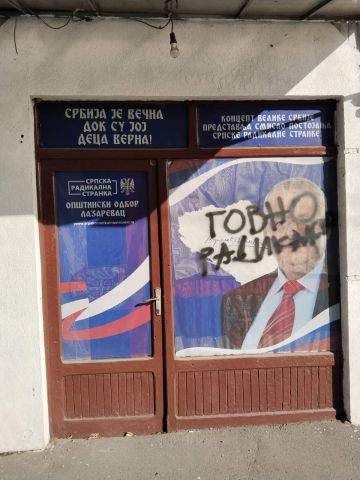 СРБИЈА ЈЕ ВЕЧНА
ДОК СУ ЈОЈ
ДЕЦА ВЕРНА!
КОНЦЕПТ ВЕЛИКЕ СРБИЈЕ
ПРЕДСТАВЉА СМИСАО ПОСТОЈАЊА
СРПСКЕ РАДИКАЛНЕ СТРАНКЕ
СРПСКА
РАДИКАЛНА
СТРАНКА
ОПШТИНСКИ ОДБОР
ЛАЗАРЕВАЦ
ГОВНО